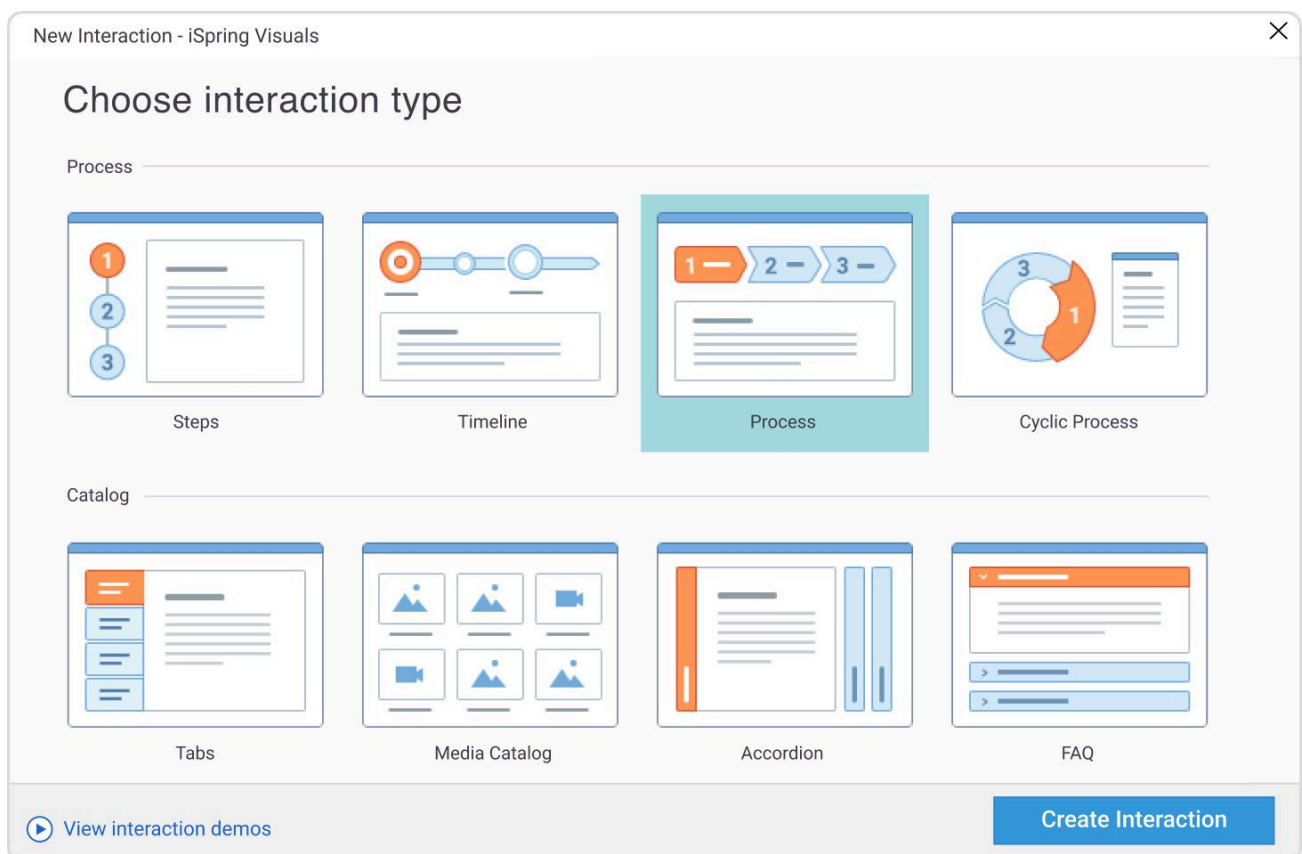 New Interaction - iSpring Visuals
Choose interaction type
Process
1
2
3
Steps
Timeline
1 2 3
Process
3
1
2
Cyclic Process
Catalog
Tabs
Media Catalog
Accordion
FAQ
View interaction demos
Create Interaction